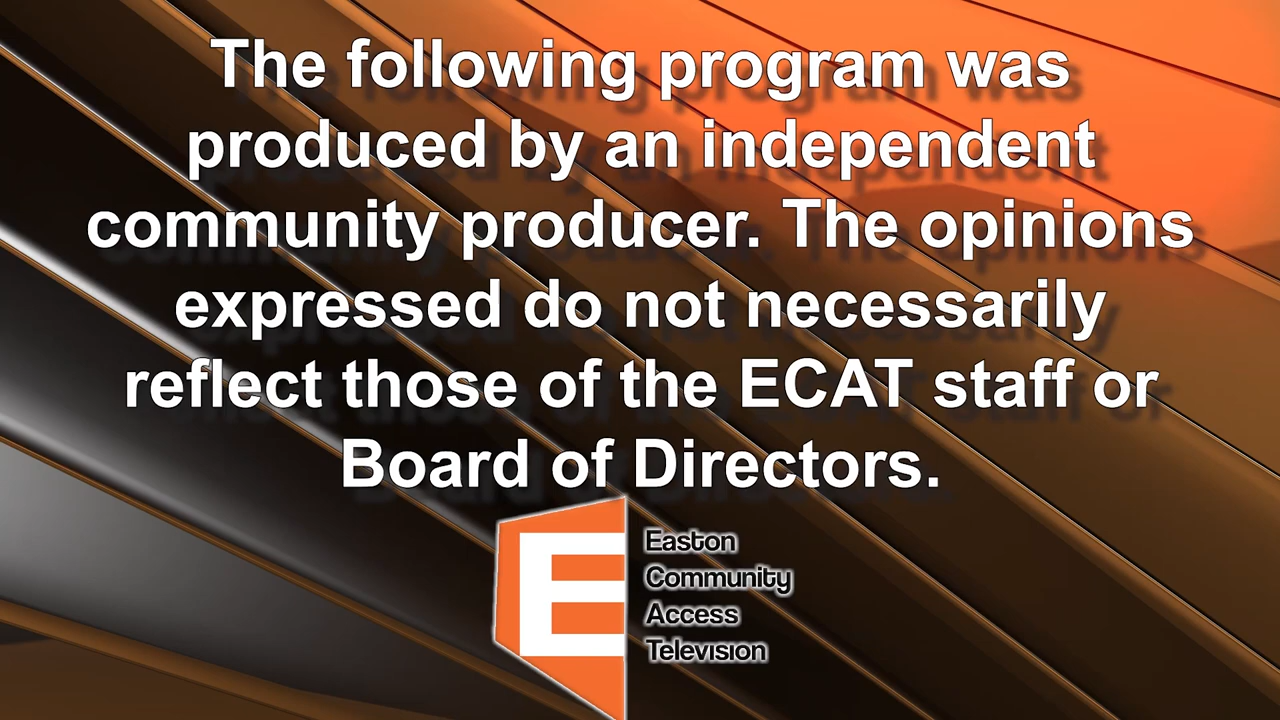 The following program was
produced by an independent
community producer. The opinions
expressed do not necessarily
reflect those of the ECAT staff or
Board of Directors.
E
Easton
Community
Access
Television